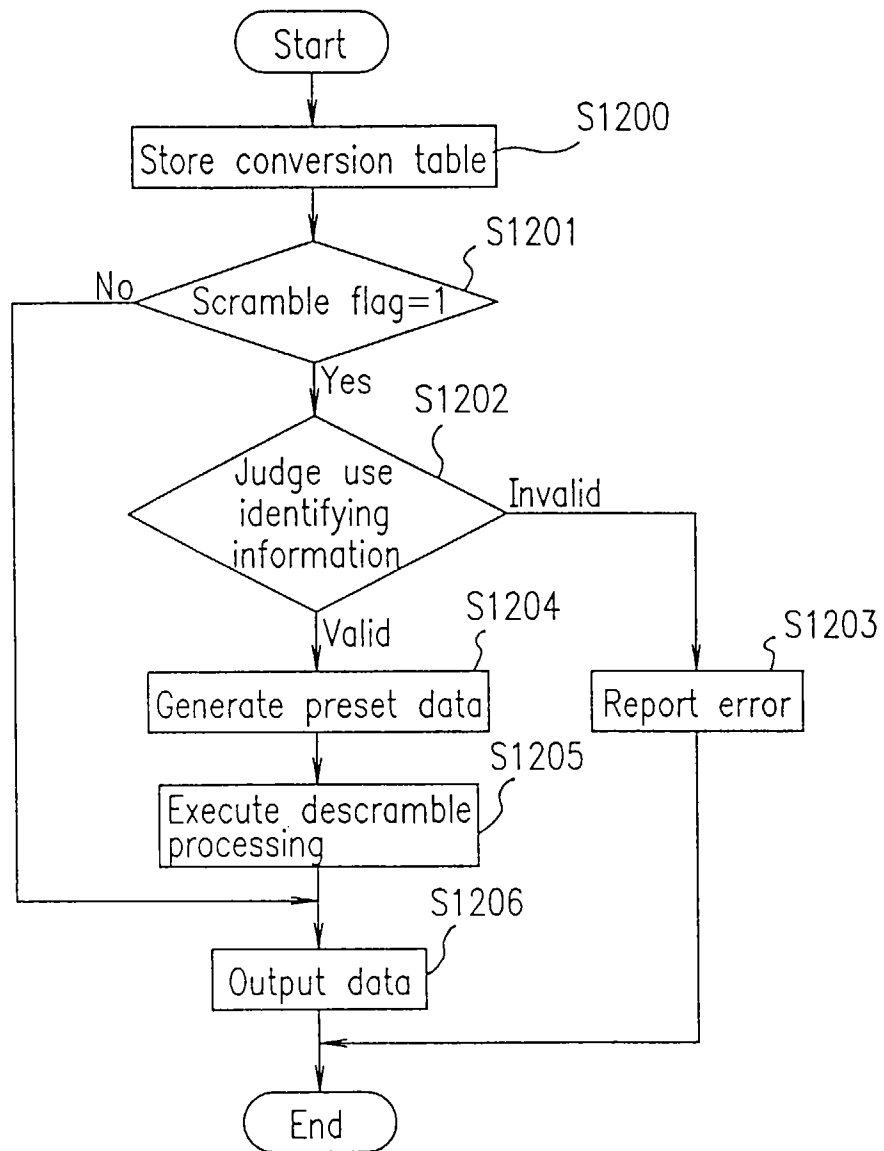 Start
S1200
Store conversion table
S1201
No
Scramble flag=1
Yes
S1202
Judge use
identifying
information
Invalid
Valid
S1204
S1203
Generate preset data
Report error
S1205
Execute descramble
processing
S1206
Output data
End